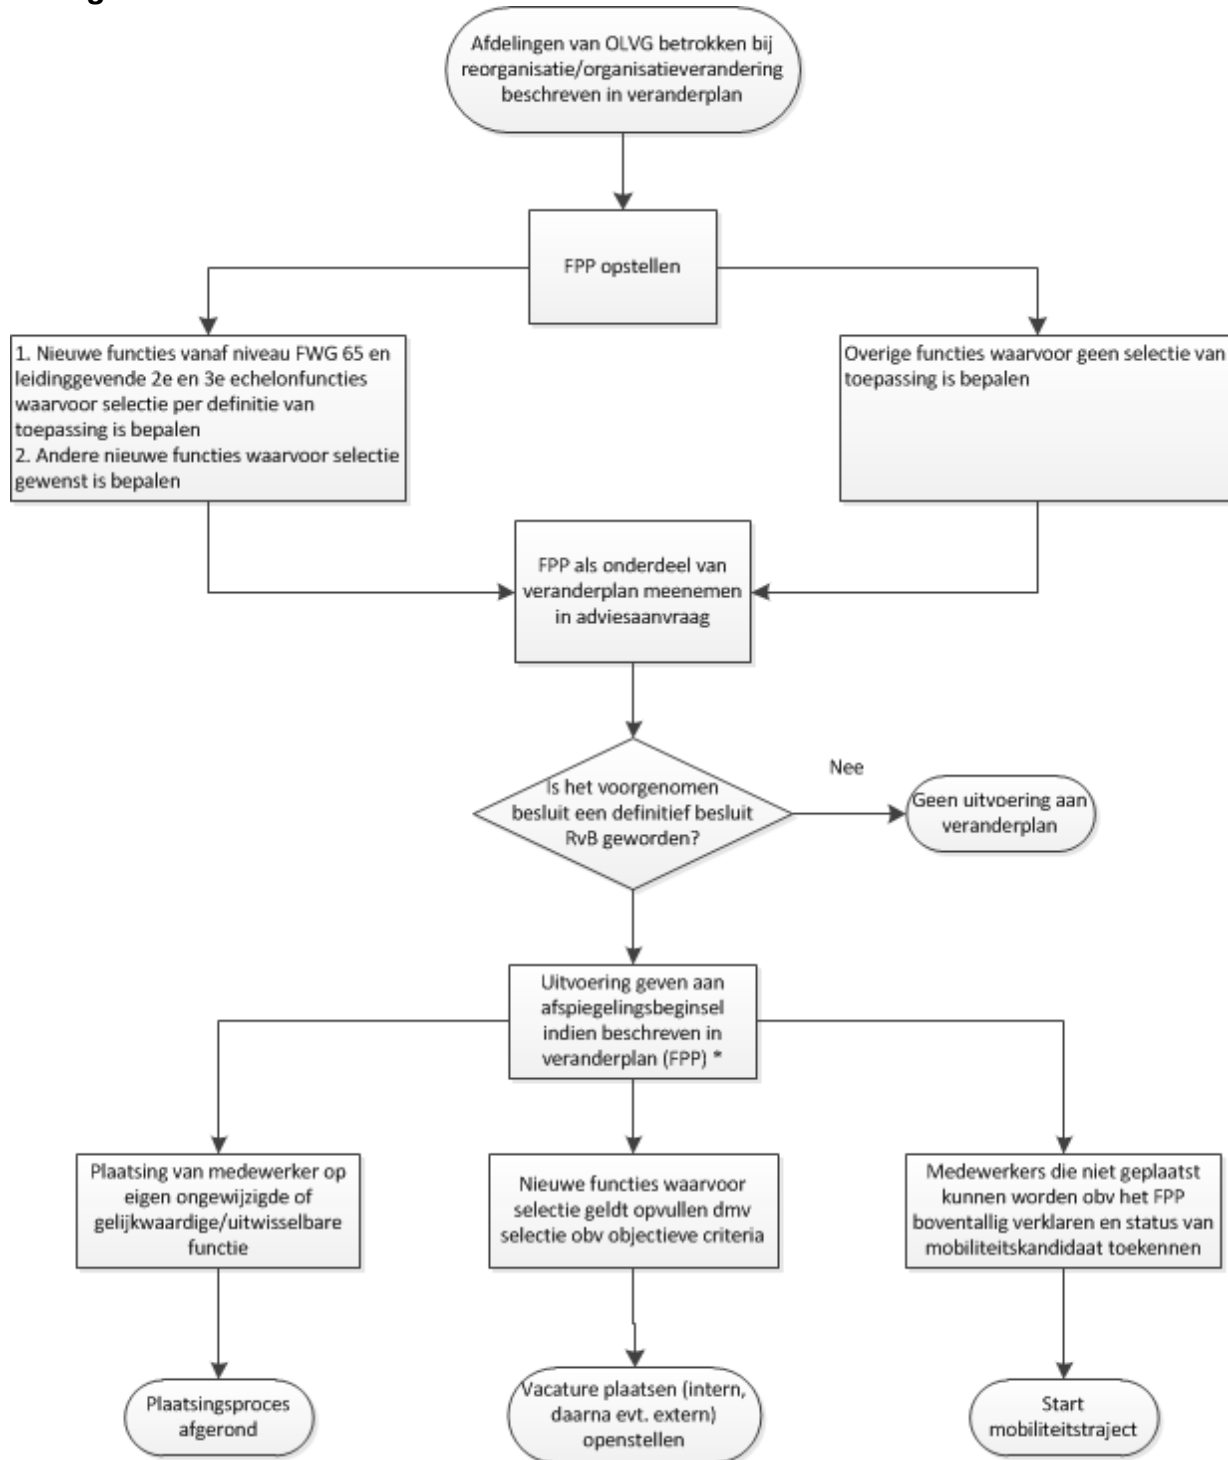 Afdelingen van OLVG betrokken bij
reorganisatie/organisatieverandering
beschreven in veranderplan
FPP opstellen
1. Nieuwe functies vanaf niveau FWG 65 en
leidinggevende 2e en 3e echelonfuncties
waarvoor selectie per definitie van
toepassing is bepalen
2. Andere nieuwe functies waarvoor selectie
gewenst is bepalen
Overige functies waarvoor geen selectie van
toepassing is bepalen
FPP als onderdeel van
veranderplan meenemen
in adviesaanvraag
Is het voorgenomen
besluit een definitief besluit
RvB geworden?
Nee
Geen uitvoering aan
veranderplan
Uitvoering geven aan
afspiegelingsbeginsel
indien beschreven in
veranderplan (FPP) *
Plaatsing van medewerker op
eigen ongewijzigde of
gelijkwaardige/uitwisselbare
functie
Nieuwe functies waarvoor
selectie geldt opvullen dmv
selectie obv objectieve criteria
Medewerkers die niet geplaatst
kunnen worden obv het FPP
boventallig verklaren en status van
mobiliteitskandidaat toekennen
Plaatsingsproces
afgerond
Vacature plaatsen (intern,
daarna evt. extern)
openstellen
Start
mobiliteitstraject